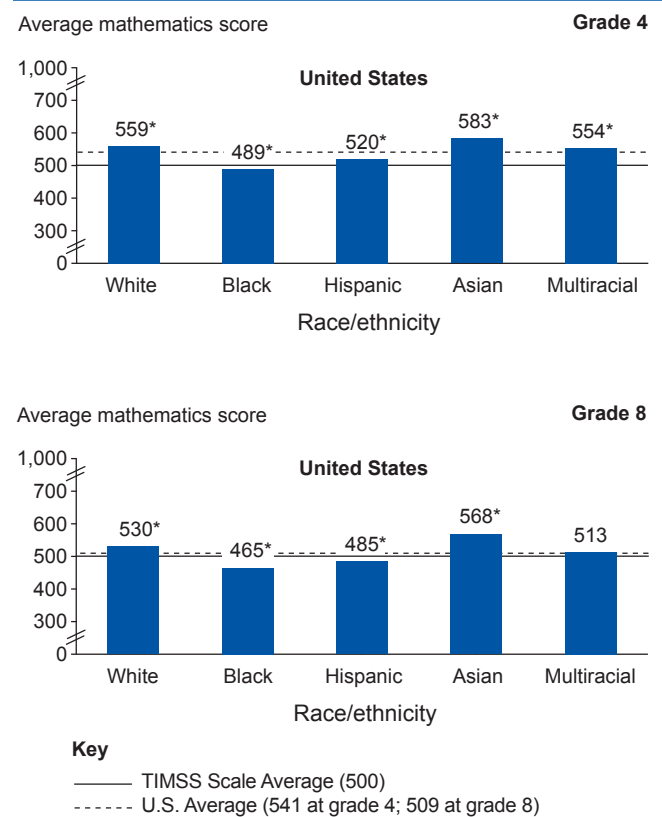 Average mathematics score Grade 4
1,000
United States
700
600
500
400
300
0
559* 489* 520* 583* 554*
White Black Hispanic Asian Multiracial
Race/ethnicity
Average mathematics score Grade 8
1,000
United States
700
600
500
400
300
0
530* 465* 485* 568* 513
White Black Hispanic Asian Multiracial
Race/ethnicity
Key
TIMSS Scale Average (500)
U.S. Average (541 at grade 4; 509 at grade 8)